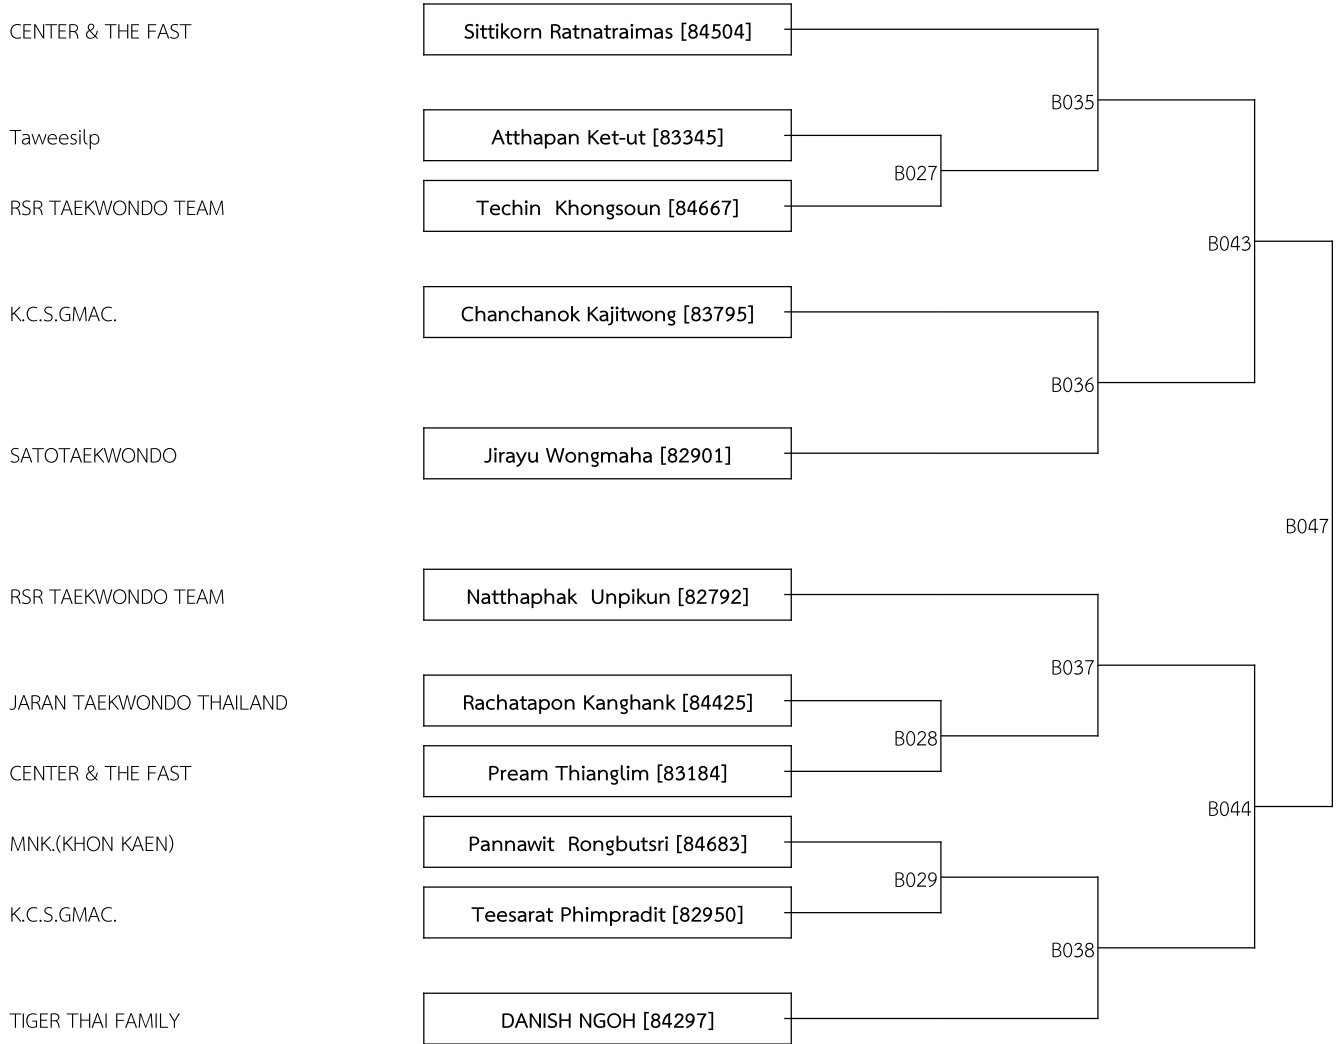 CENTER & THE FAST
Sittikorn Ratnatraimas [84504]
B035
Taweesilp
Atthapan Ket-ut [83345]
B027
RSR TAEKWONDO TEAM
Techin  Khongsoun [84667]
B043
K.C.S.GMAC.
Chanchanok Kajitwong [83795]
B036
SATOTAEKWONDO
Jirayu Wongmaha [82901]
B047
RSR TAEKWONDO TEAM
Natthaphak  Unpikun [82792]
B037
JARAN TAEKWONDO THAILAND
Rachatapon Kanghank [84425]
B028
CENTER & THE FAST
Pream Thianglim [83184]
B044
MNK.(KHON KAEN)
Pannawit  Rongbutsri [84683]
B029
K.C.S.GMAC.
Teesarat Phimpradit [82950]
B038
TIGER THAI FAMILY
DANISH NGOH [84297]